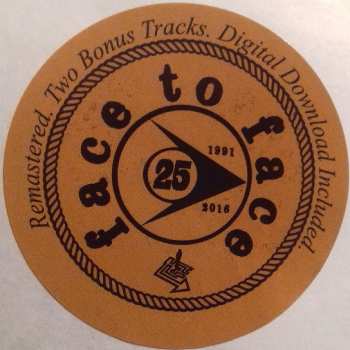 Remastered. Two Bonus Tracks. Digital Download Included.
face to face
1991
25
2016